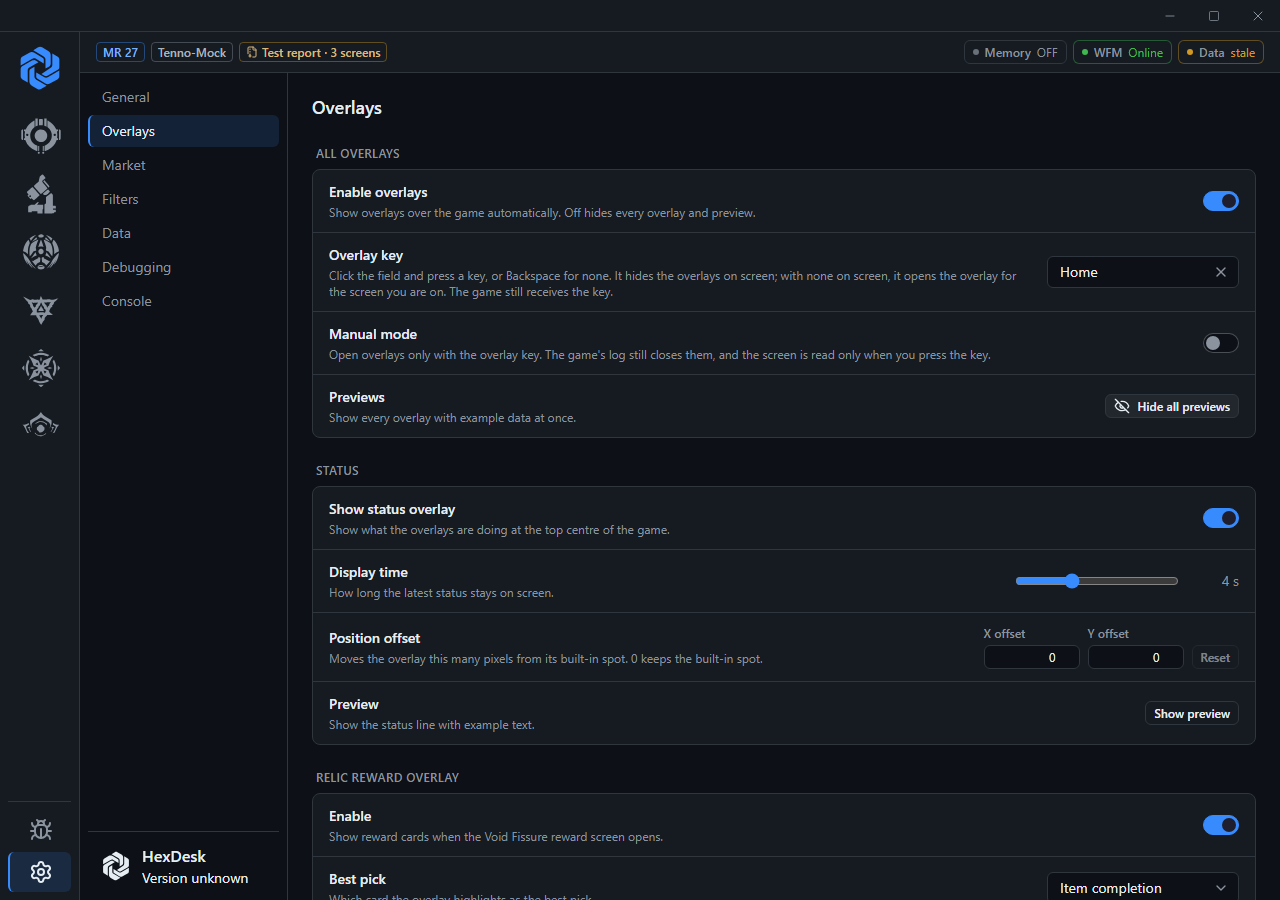 MR 27
Tenno-Mock
Test report · 3 screens
Memory OFF
WFM Online
Data stale
General
Overlays
Market
Filters
Data
Debugging
Console
HexDesk
Version unknown
Overlays
ALL OVERLAYS
Enable overlays
Show overlays over the game automatically. Off hides every overlay and preview.
Overlay key
Click the field and press a key, or Backspace for none. It hides the overlays on screen; with none on screen, it opens the overlay for
the screen you are on. The game still receives the key.
Home
Manual mode
Open overlays only with the overlay key. The game's log still closes them, and the screen is read only when you press the key.
Previews
Show every overlay with example data at once.
Hide all previews
STATUS
Show status overlay
Show what the overlays are doing at the top centre of the game.
Display time
How long the latest status stays on screen.
4 s
Position offset
Moves the overlay this many pixels from its built-in spot. 0 keeps the built-in spot.
X offset
Y offset
0
0
Reset
Preview
Show the status line with example text.
Show preview
RELIC REWARD OVERLAY
Enable
Show reward cards when the Void Fissure reward screen opens.
Best pick
Which card the overlay highlights as the best pick.
Item completion